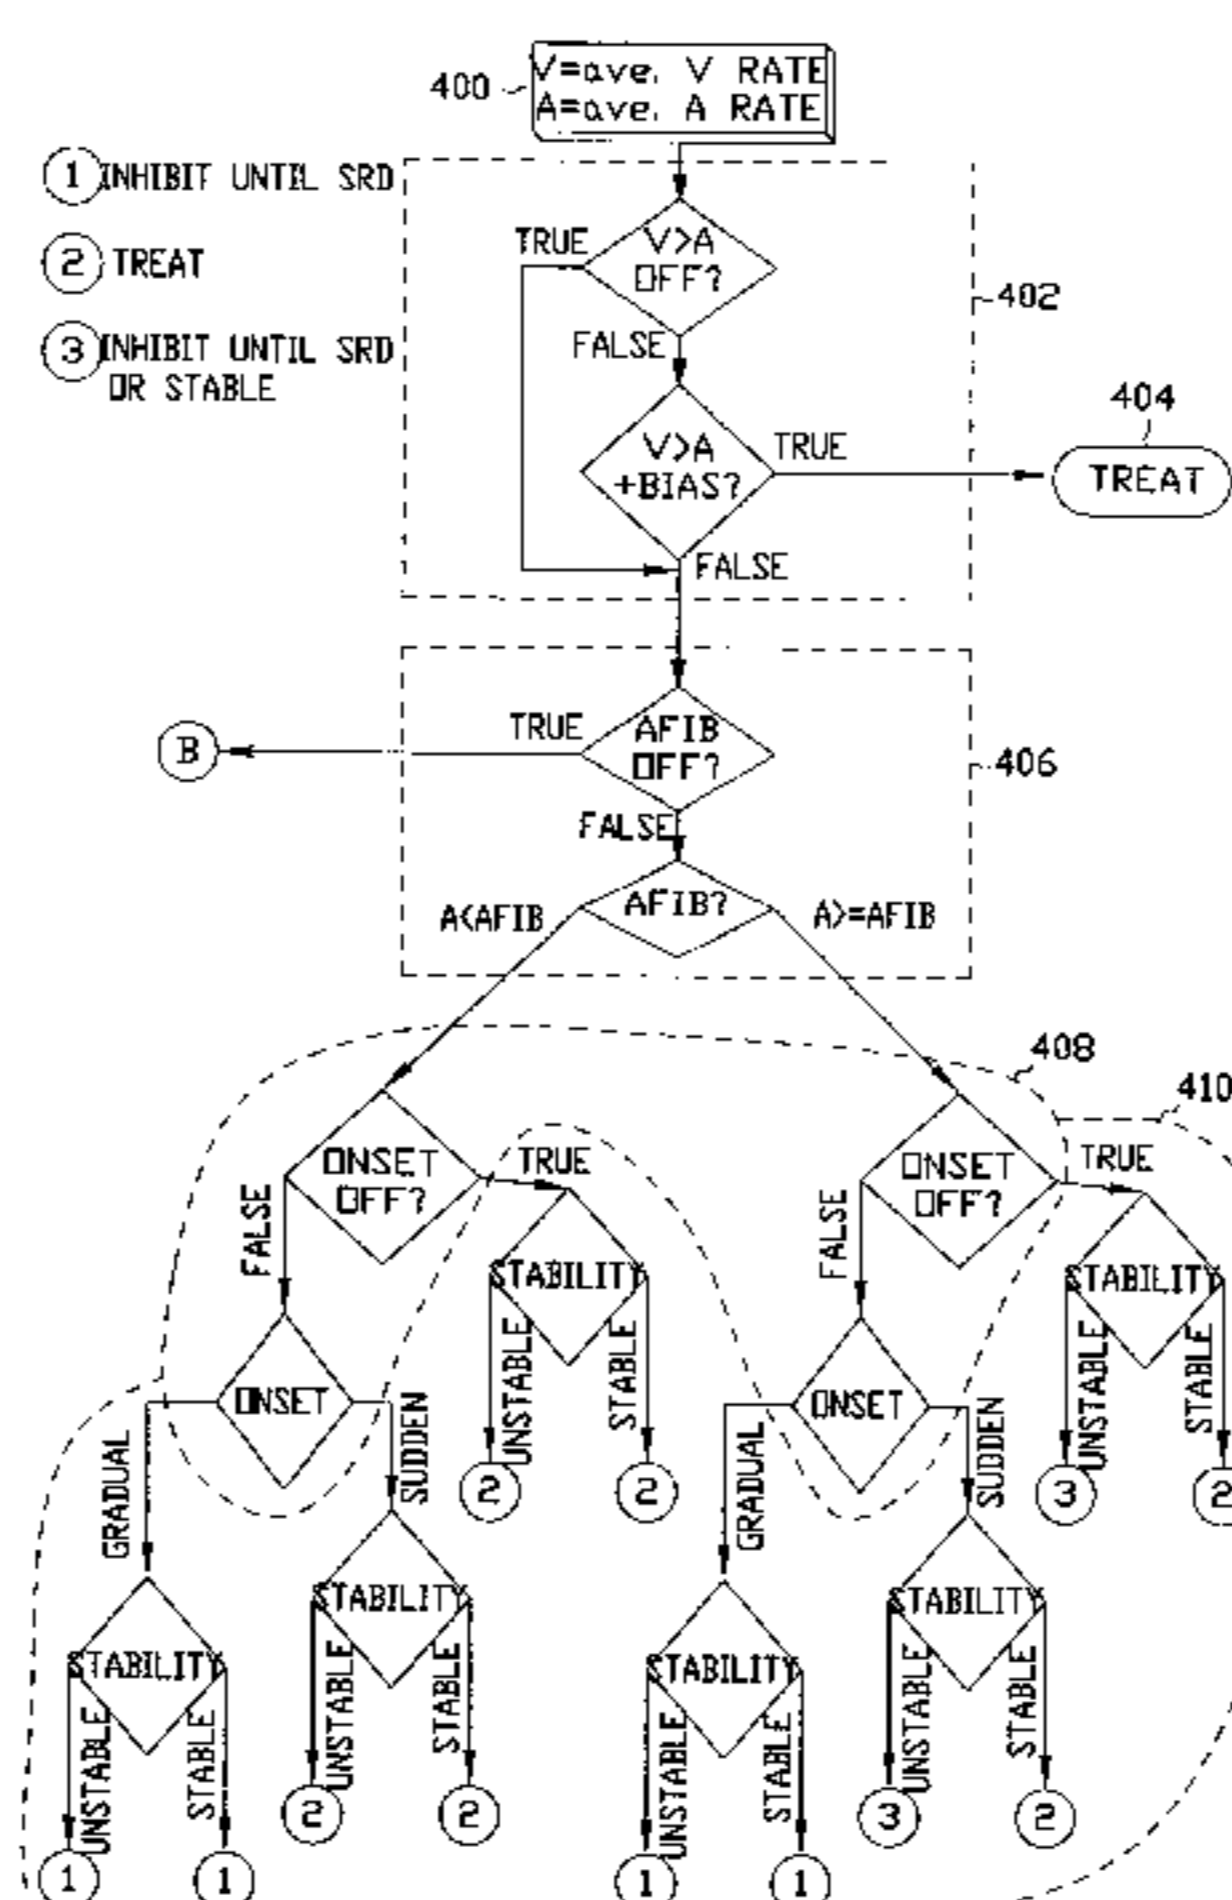 400
V=ave. V RATE
A=ave. A RATE
1 INHIBIT UNTIL SRD
2 TREAT
3 INHIBIT UNTIL SRD
OR STABLE
TRUE
V>A
OFF?
402
FALSE
V>A
+BIAS?
TRUE
404
TREAT
FALSE
B
TRUE
AFIB
OFF?
406
FALSE
A<AFIB
AFIB?
A>=AFIB
408
410
ONSET
OFF?
TRUE
FALSE
STABILITY
UNSTABLE
STABLE
2
2
ONSET
GRADUAL
SUDDEN
STABILITY
UNSTABLE
STABLE
1
1
STABILITY
UNSTABLE
STABLE
2
2
ONSET
OFF?
TRUE
FALSE
STABILITY
UNSTABLE
STABLE
3
2
ONSET
GRADUAL
SUDDEN
STABILITY
UNSTABLE
STABLE
1
1
STABILITY
UNSTABLE
STABLE
3
2